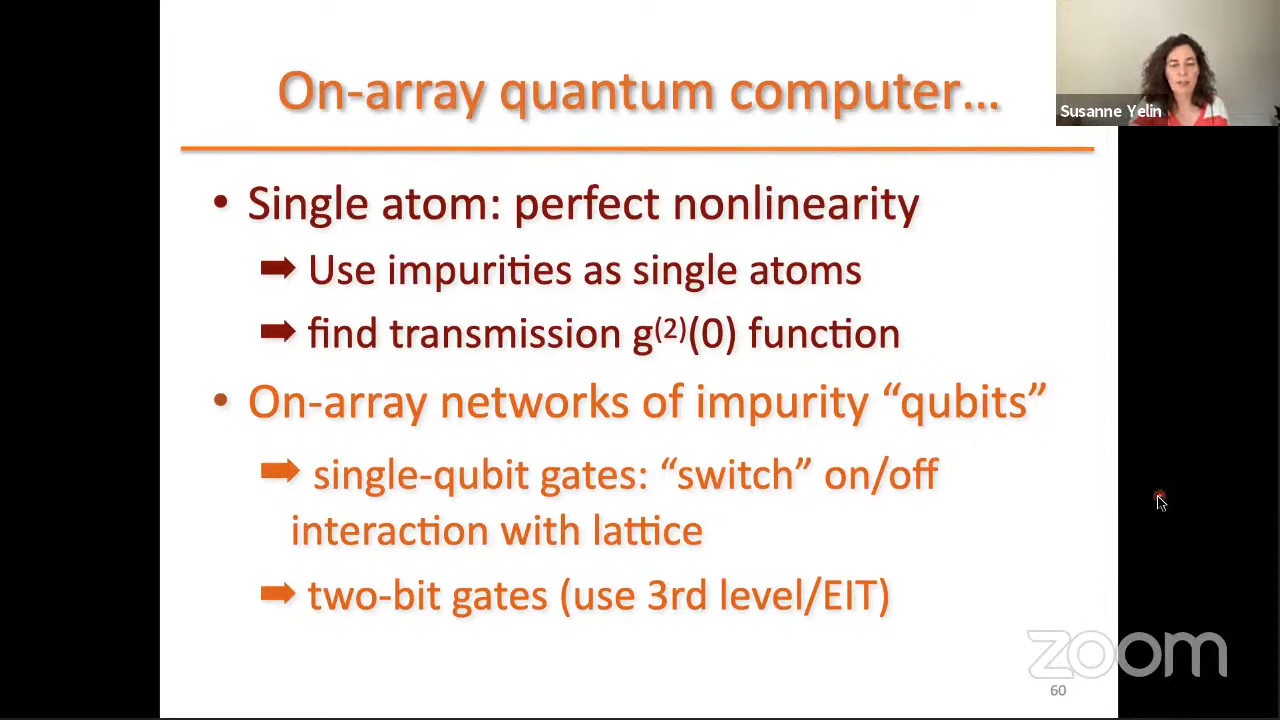 On-array quantum computer...
Susanne Yelin
• Single atom: perfect nonlinearity
➡ Use impurities as single atoms
➡ find transmission g⁽²⁾(0) function
• On-array networks of impurity “qubits”
➡ single-qubit gates: “switch” on/off
interaction with lattice
➡ two-bit gates (use 3rd level/EIT)
zoom
60